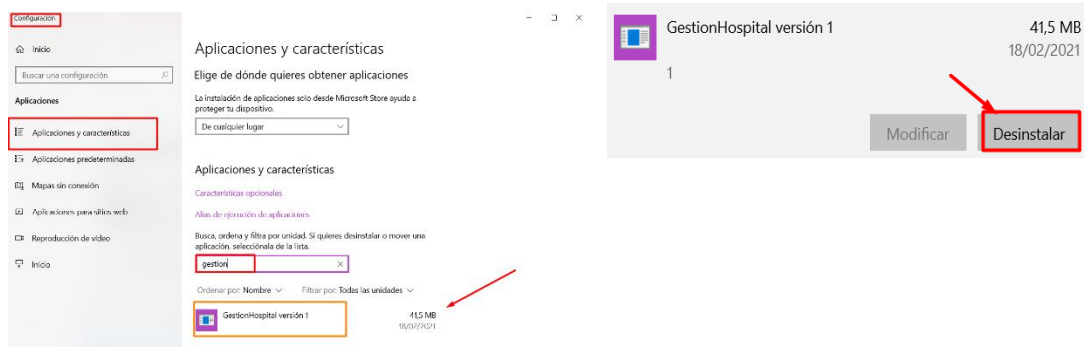 Configuración
Inicio
Buscar una configuración
Aplicaciones
Aplicaciones y características
Aplicaciones predeterminadas
Mapas sin conexión
Aplicaciones para sitios web
Reproducción de vídeo
Inicio
Aplicaciones y características
Elige de dónde quieres obtener aplicaciones
La instalación de aplicaciones solo desde Microsoft Store ayuda a
proteger tu dispositivo.
De cualquier lugar
Aplicaciones y características
Características opcionales
Alias de ejecución de aplicaciones
Busca, ordena y filtra por unidad. Si quieres desinstalar o mover una
aplicación, selecciónala de la lista.
gestion
Ordenar por: Nombre Filtrar por: Todas las unidades
GestionHospital versión 1 41,5 MB
18/02/2021
GestionHospital versión 1 41,5 MB
18/02/2021
1
Modificar Desinstalar